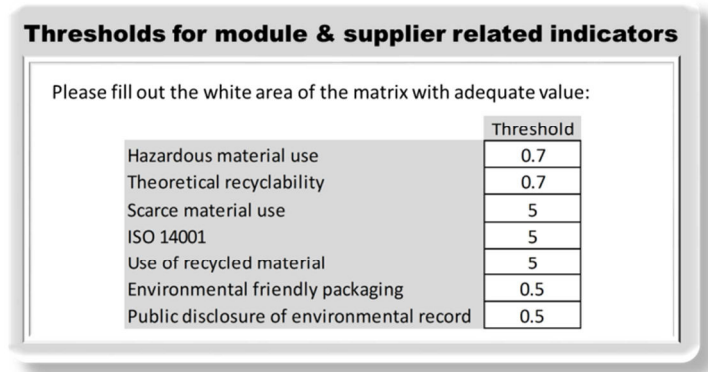 Thresholds for module & supplier related indicators
Please fill out the white area of the matrix with adequate value:
Threshold
Hazardous material use 0.7
Theoretical recyclability 0.7
Scarce material use 5
ISO 14001 5
Use of recycled material 5
Environmental friendly packaging 0.5
Public disclosure of environmental record 0.5